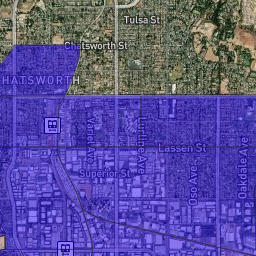 Tulsa St
Chatsworth St
CHATSWORTH
Lassen St
Variel Ave
Lurline Ave
Superior St
Oso Ave
Oakdale Ave